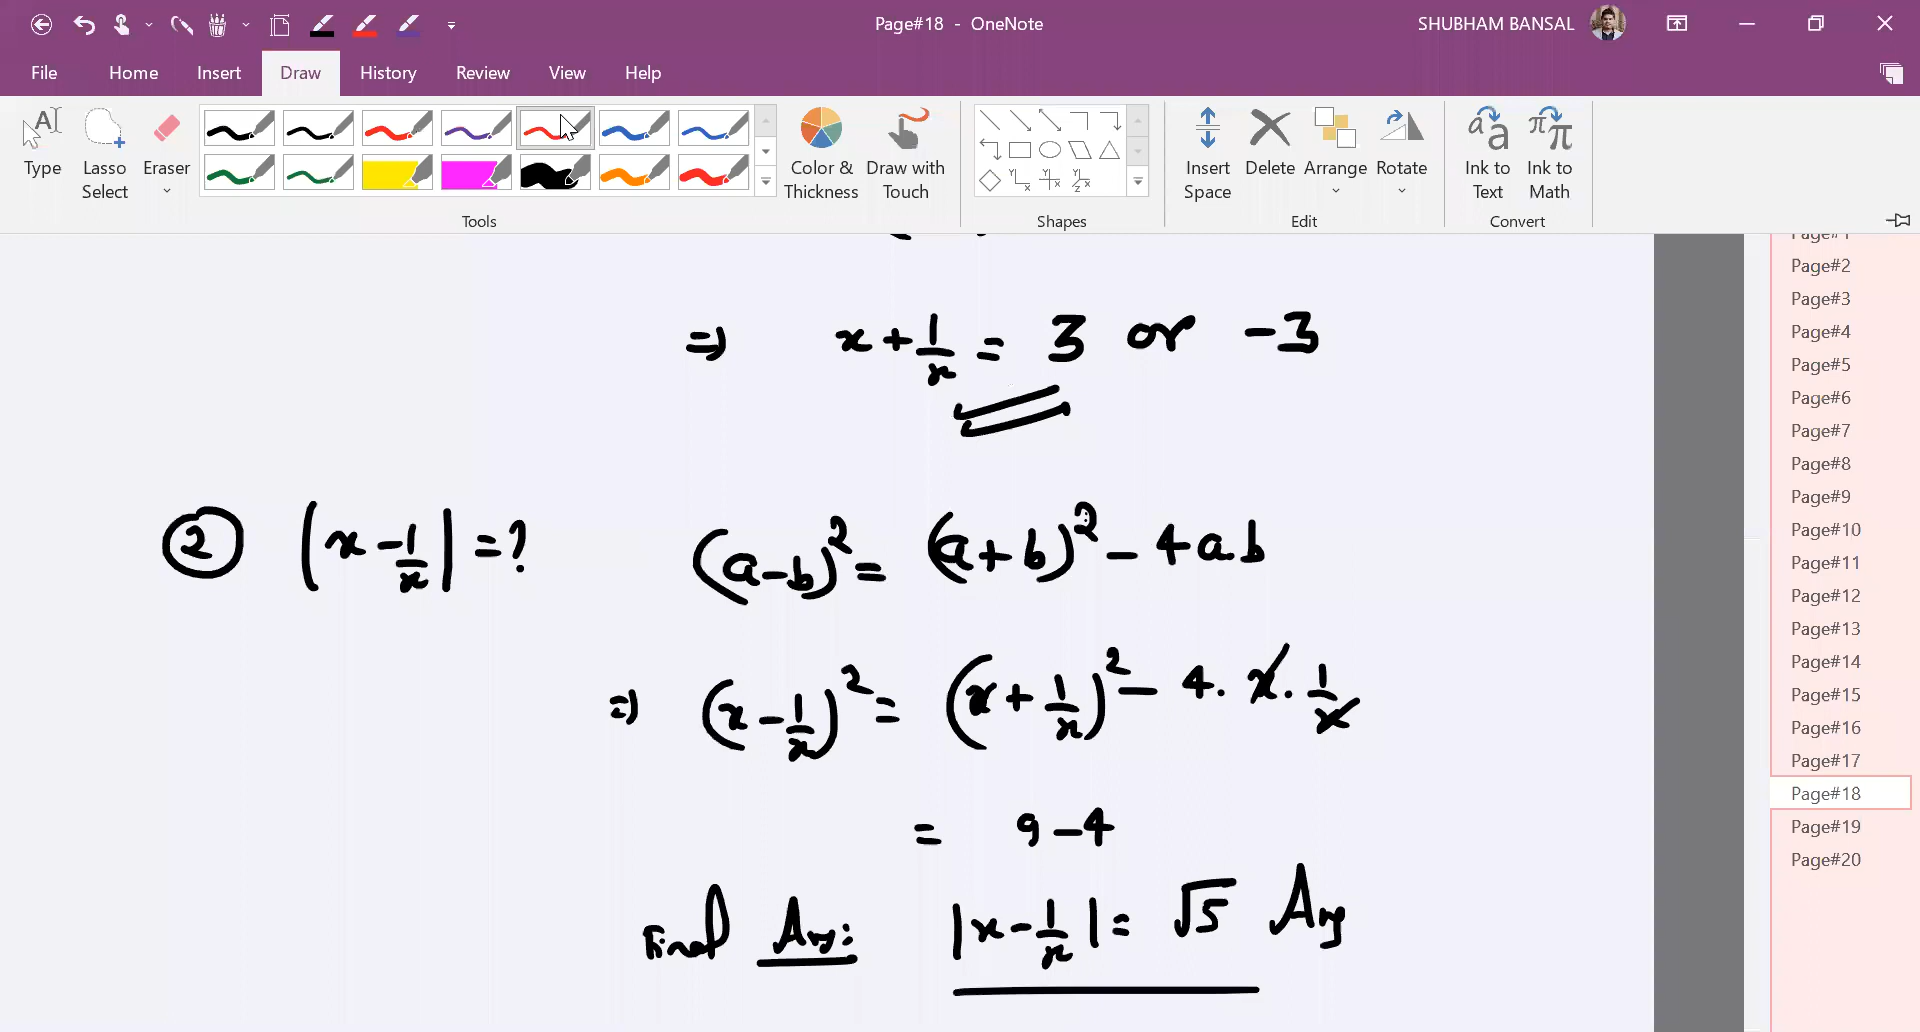 Page#18 - OneNote
SHUBHAM BANSAL
File Home Insert Draw History Review View Help
Type
Lasso Select
Eraser
Color & Thickness
Draw with Touch
Insert Space
Delete
Arrange
Rotate
Ink to Text
Ink to Math
Tools
Shapes
Edit
Convert
⇒ x + 1/x = 3 or -3
② |x - 1/x| = ? (a-b)² = (a+b)² - 4ab
⇒ (x - 1/x)² = (x + 1/x)² - 4. x. 1/x
= 9-4
Final Ans: |x - 1/x| = √5 Ans
Page#1
Page#2
Page#3
Page#4
Page#5
Page#6
Page#7
Page#8
Page#9
Page#10
Page#11
Page#12
Page#13
Page#14
Page#15
Page#16
Page#17
Page#18
Page#19
Page#20